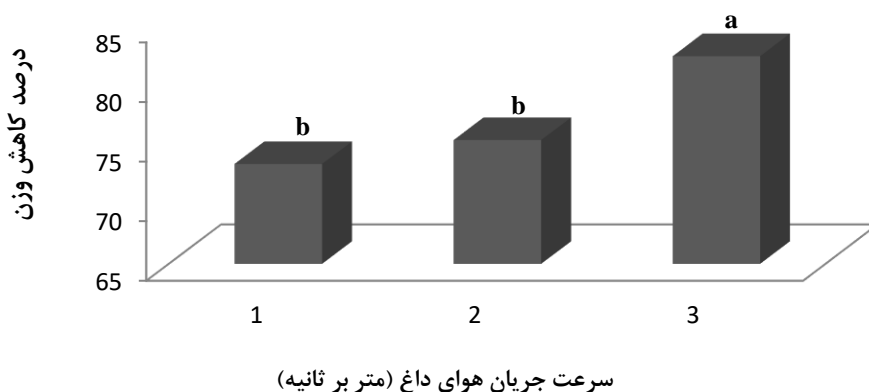 درصد کاهش وزن
85
80
75
70
65
b
b
a
1
2
3
سرعت جریان هوای داغ (متر بر ثانیه)